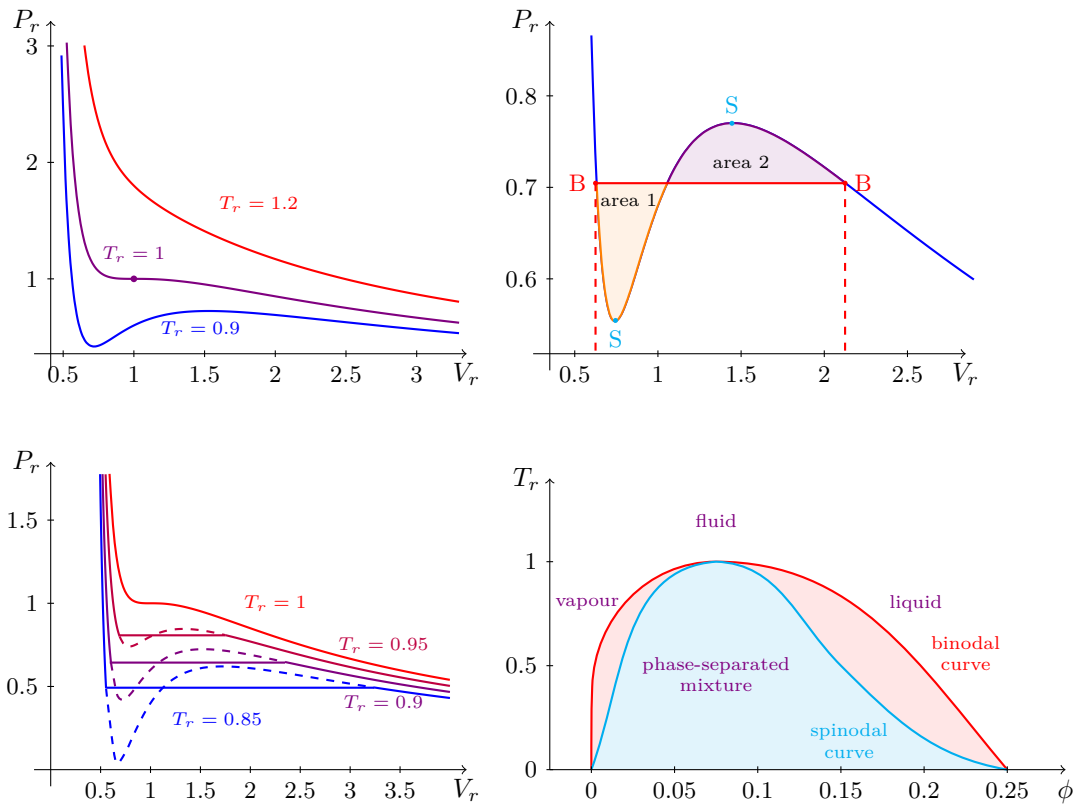 P_r
3
2
1
T_r = 1.2
T_r = 1
T_r = 0.9
0.5 1 1.5 2 2.5 3 V_r
P_r
0.8
0.7
0.6
S
area 2
B B
area 1
S
0.5 1 1.5 2 2.5 V_r
P_r
1.5
1
0.5
T_r = 1
T_r = 0.95
T_r = 0.9
T_r = 0.85
0.5 1 1.5 2 2.5 3 3.5 V_r
T_r
1
0.5
0
fluid
vapour
liquid
binodal
curve
phase-separated
mixture
spinodal
curve
0 0.05 0.1 0.15 0.2 0.25 ϕ